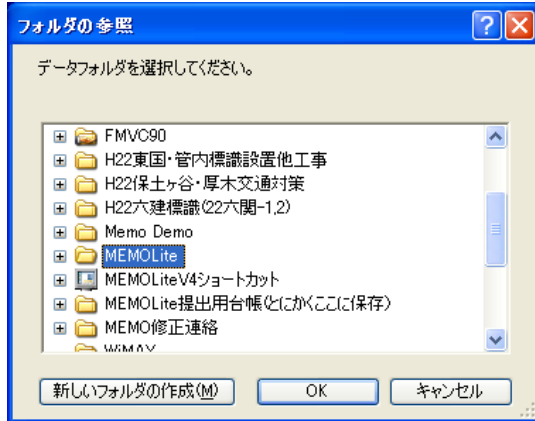 フォルダの参照
データフォルダを選択してください。
FMVC90
H22東国・管内標識設置他工事
H22保土ヶ谷・厚木交通対策
H22六建標識(22六関-1,2)
Memo Demo
MEMOLite
MEMOLiteV4ショートカット
MEMOLite提出用台帳(とにかくここに保存)
MEMO修正連絡
WiMAX
新しいフォルダの作成(M)
OK
キャンセル